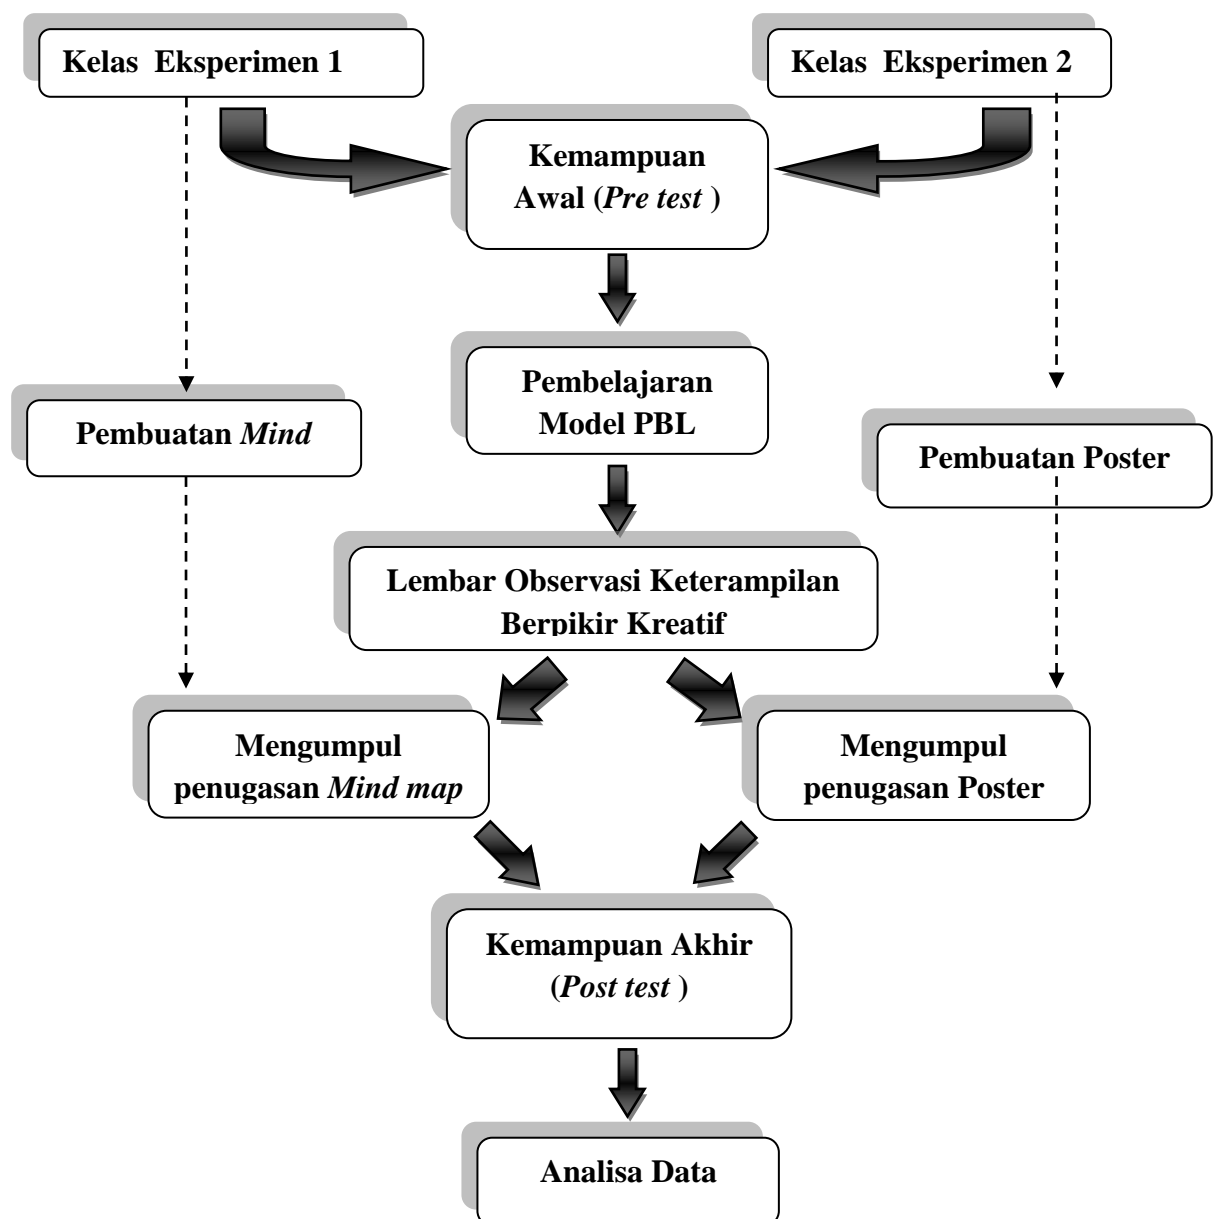 Kelas  Eksperimen 1
Kelas  Eksperimen 2
Kemampuan
Awal (Pre test )
Pembelajaran
Model PBL
Pembuatan Mind
Pembuatan Poster
Lembar Observasi Keterampilan
Berpikir Kreatif
Mengumpul
penugasan Mind map
Mengumpul
penugasan Poster
Kemampuan Akhir
(Post test )
Analisa Data